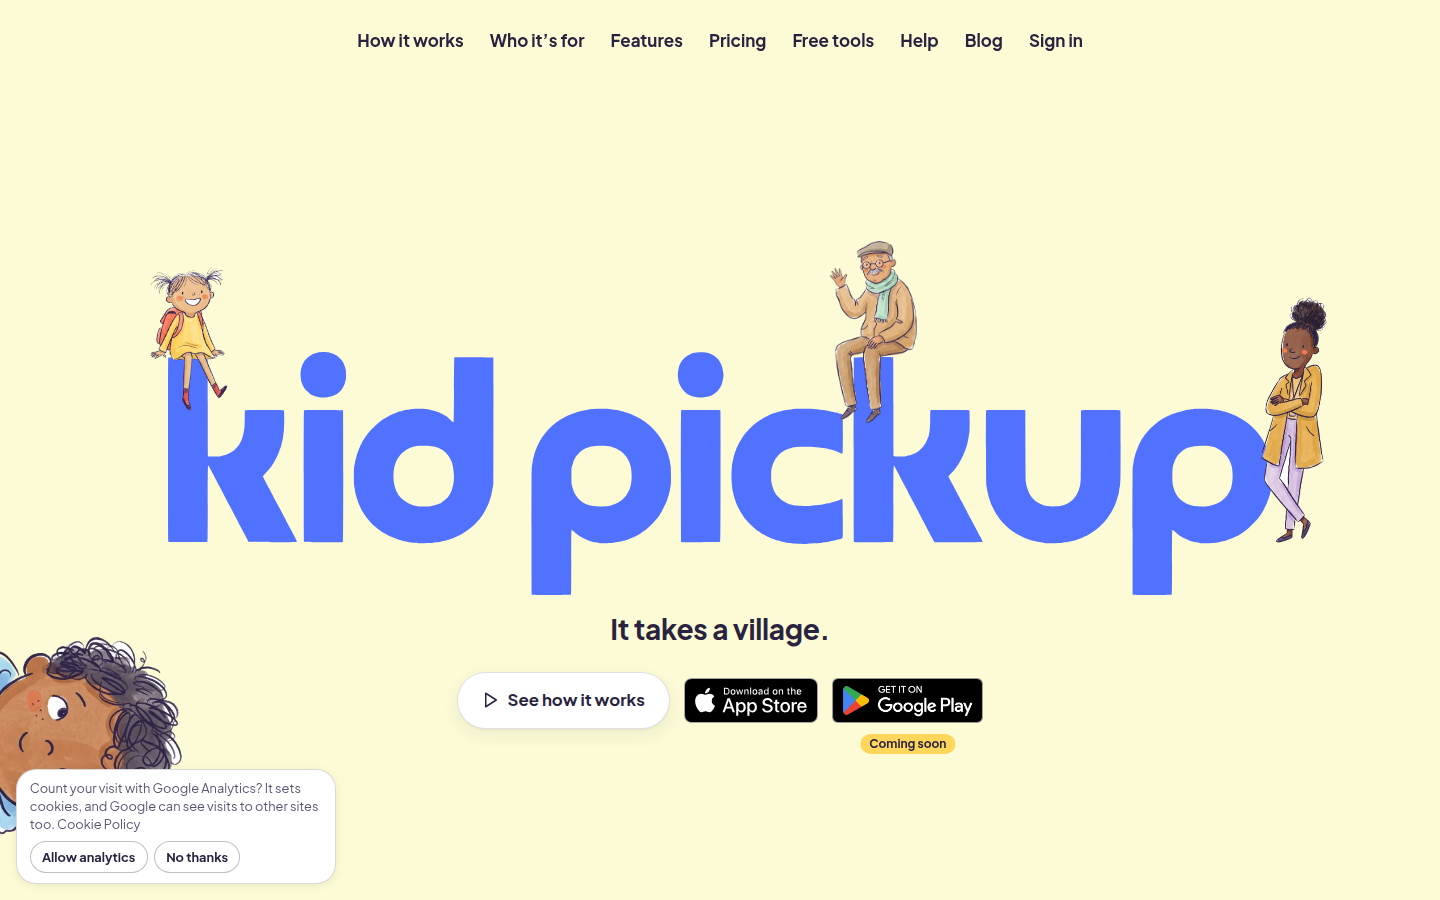 How it works Who it’s for Features Pricing Free tools Help Blog Sign in
kid pickup
It takes a village.
See how it works
Download on the
App Store
GET IT ON
Google Play
Coming soon
Count your visit with Google Analytics? It sets
cookies, and Google can see visits to other sites
too. Cookie Policy
Allow analytics No thanks